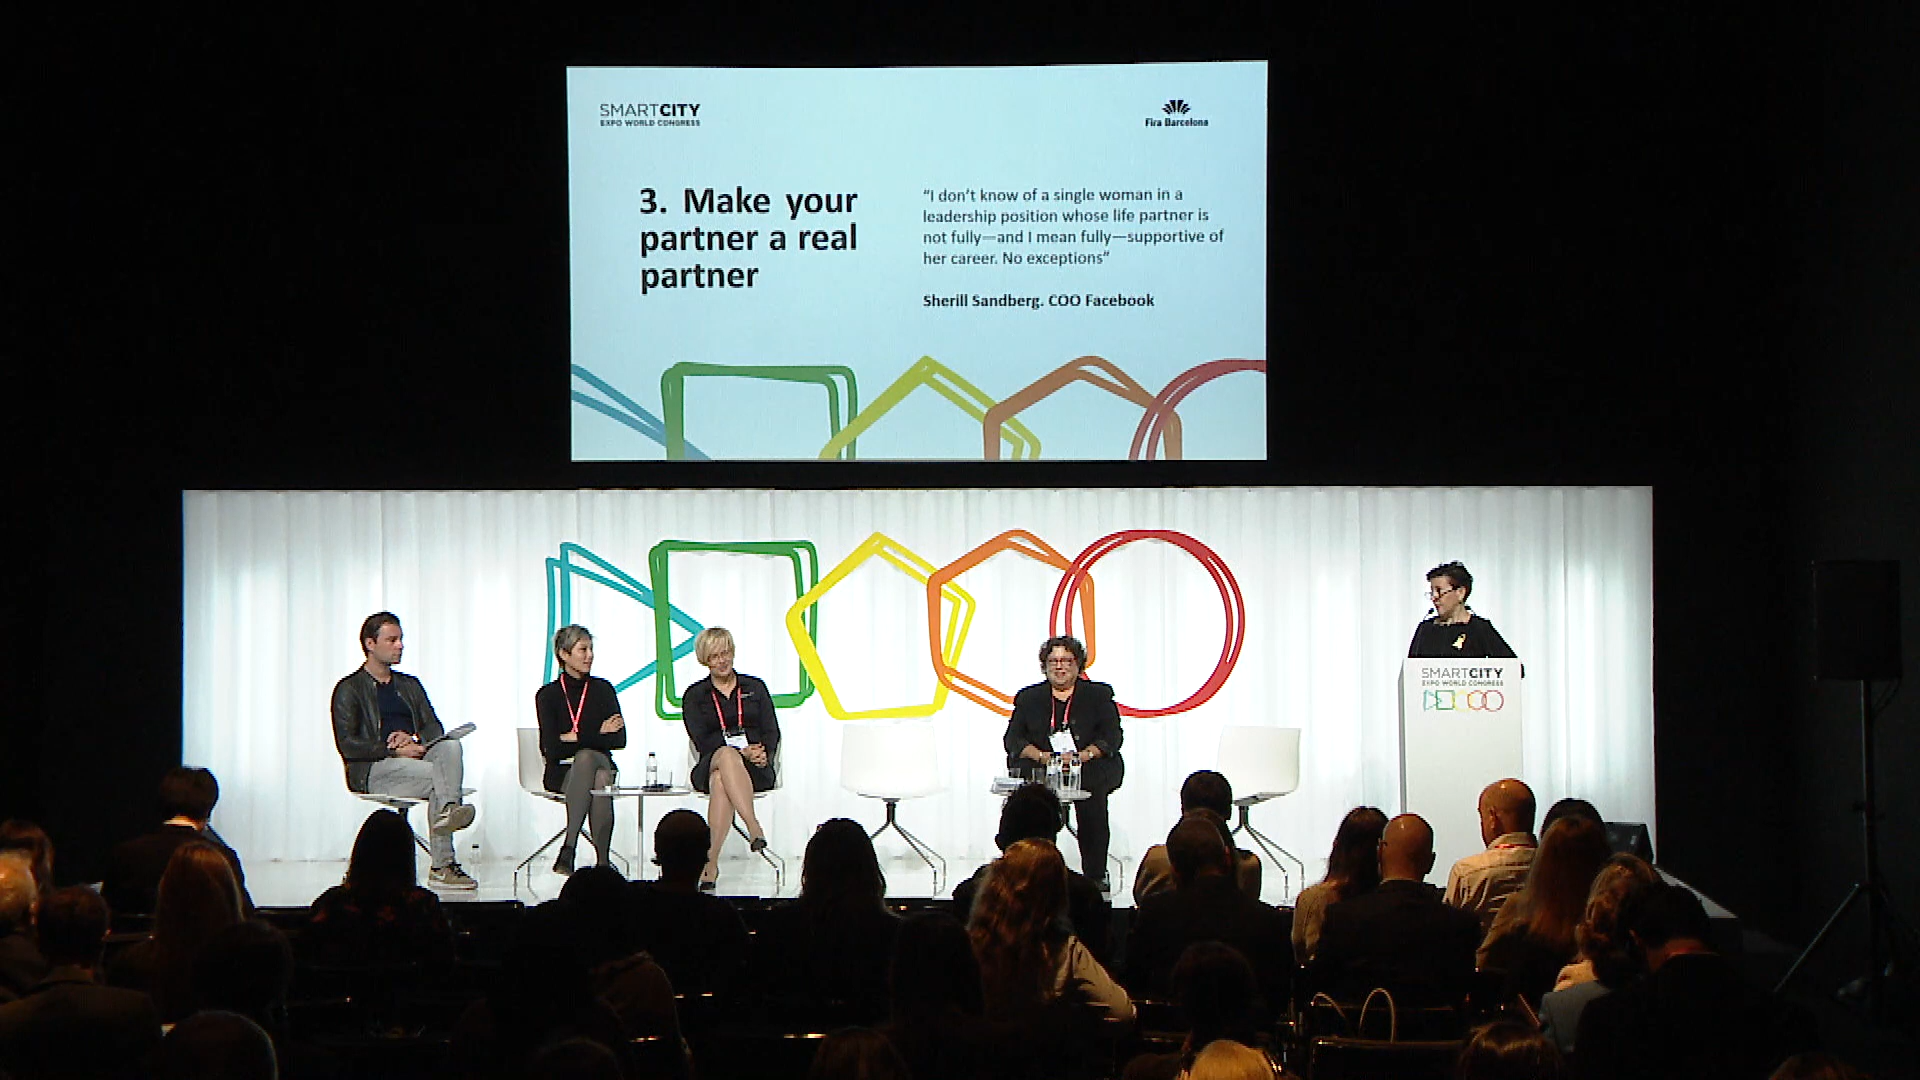 SMARTCITY
EXPO WORLD CONGRESS
Fira Barcelona
3. Make your
partner a real
partner
“I don’t know of a single woman in a
leadership position whose life partner is
not fully—and I mean fully—supportive of
her career. No exceptions”
Sherill Sandberg. COO Facebook
SMARTCITY
EXPO WORLD CONGRESS